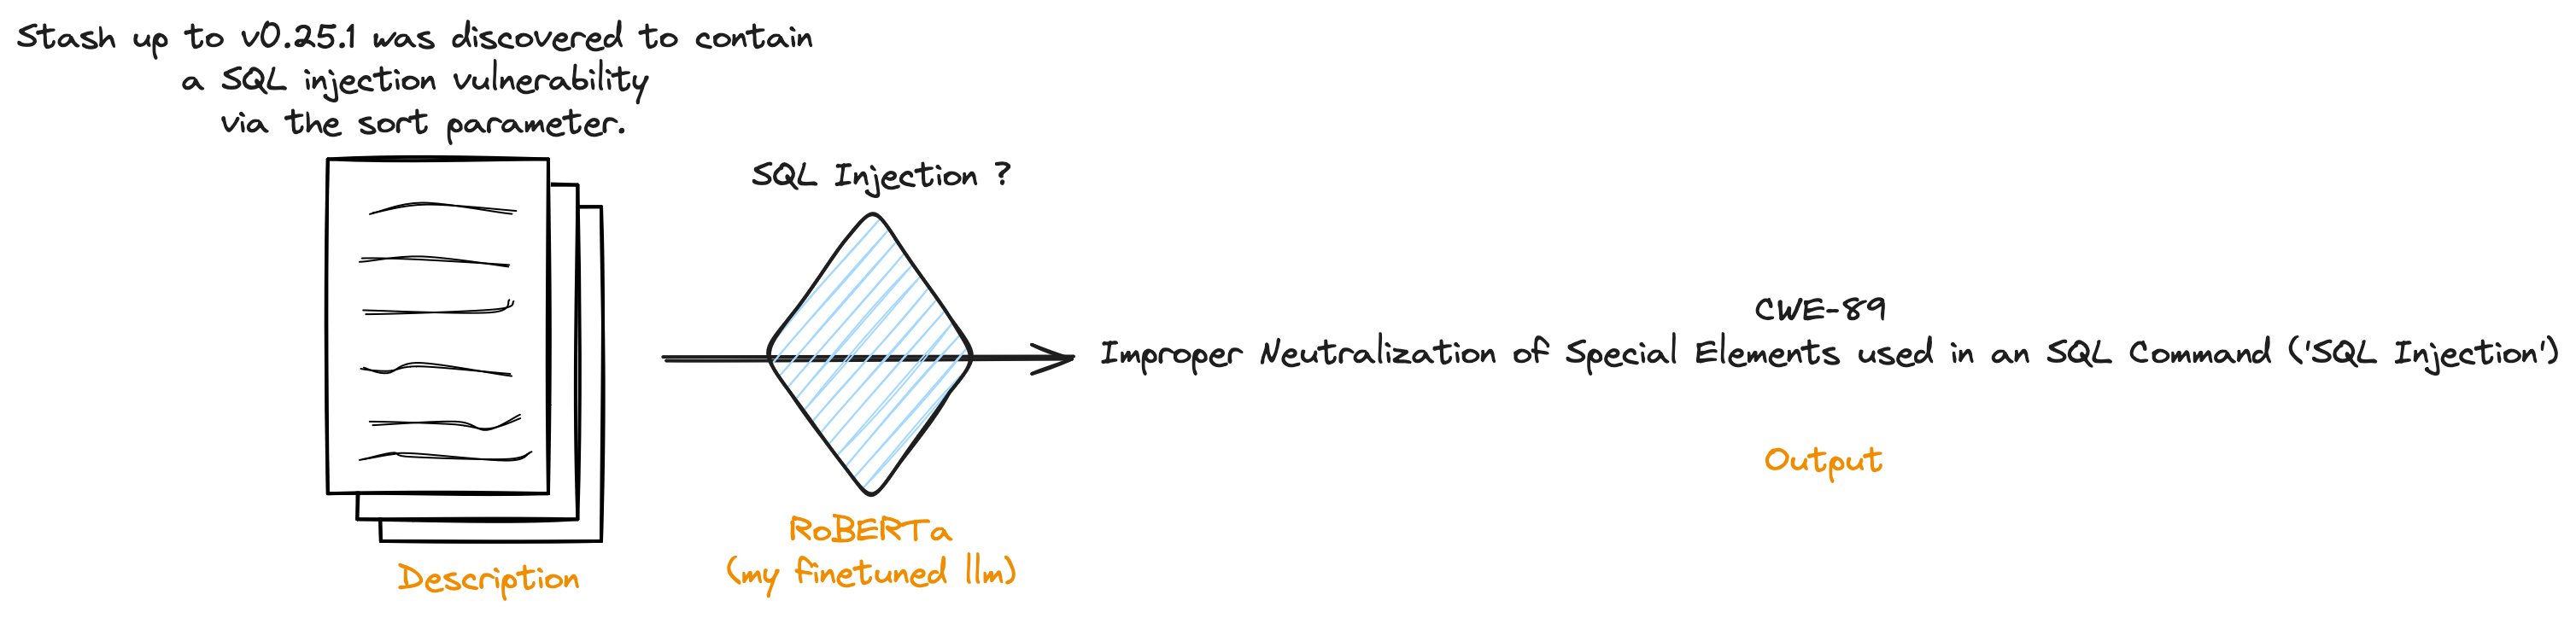 Stash up to v0.25.1 was discovered to contain
a SQL injection vulnerability
via the sort parameter.
SQL Injection ?
CWE-89
Improper Neutralization of Special Elements used in an SQL Command ('SQL Injection')
Output
RoBERTa
(my finetuned llm)
Description